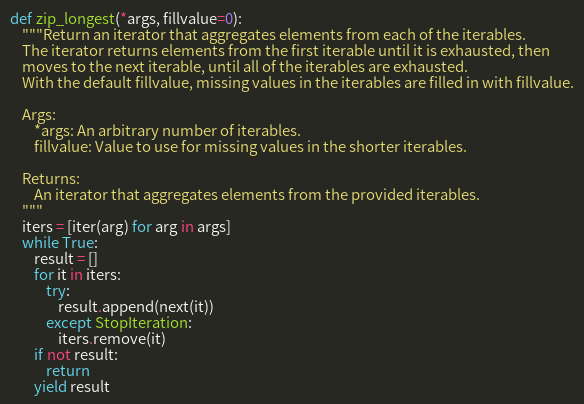 def zip_longest(*args, fillvalue=0):
    """Return an iterator that aggregates elements from each of the iterables.
    The iterator returns elements from the first iterable until it is exhausted, then
    moves to the next iterable, until all of the iterables are exhausted.
    With the default fillvalue, missing values in the iterables are filled in with fillvalue.

    Args:
        *args: An arbitrary number of iterables.
        fillvalue: Value to use for missing values in the shorter iterables.

    Returns:
        An iterator that aggregates elements from the provided iterables.
    """
    iters = [iter(arg) for arg in args]
    while True:
        result = []
        for it in iters:
            try:
                result.append(next(it))
            except StopIteration:
                iters.remove(it)
        if not result:
            return
        yield result